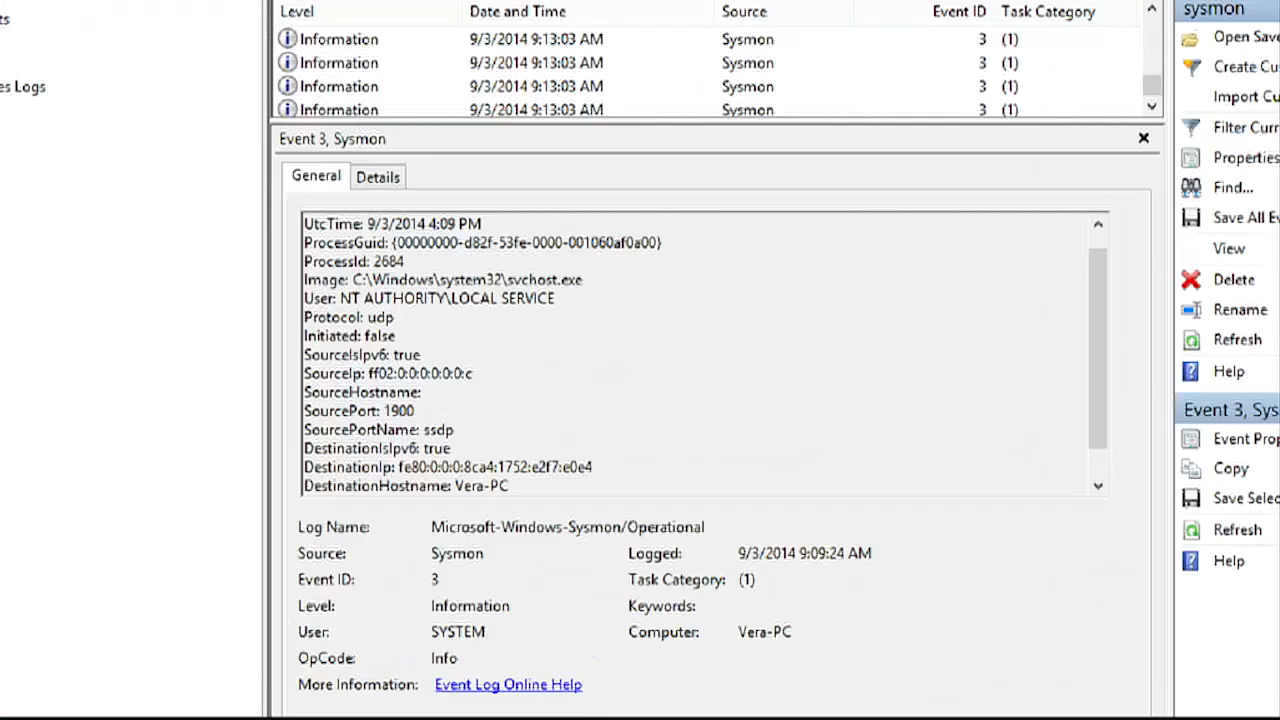 ts
es Logs
Level Date and Time Source Event ID Task Category
Information 9/3/2014 9:13:03 AM Sysmon 3 (1)
Information 9/3/2014 9:13:03 AM Sysmon 3 (1)
Information 9/3/2014 9:13:03 AM Sysmon 3 (1)
Information 9/3/2014 9:13:03 AM Sysmon 3 (1)
Event 3, Sysmon
General Details
UtcTime: 9/3/2014 4:09 PM
ProcessGuid: {00000000-d82f-53fe-0000-001060af0a00}
ProcessId: 2684
Image: C:\Windows\system32\svchost.exe
User: NT AUTHORITY\LOCAL SERVICE
Protocol: udp
Initiated: false
SourceIsIpv6: true
SourceIp: ff02:0:0:0:0:0:0:c
SourceHostname:
SourcePort: 1900
SourcePortName: ssdp
DestinationIsIpv6: true
DestinationIp: fe80:0:0:0:8ca4:1752:e2f7:e0e4
DestinationHostname: Vera-PC
Log Name: Microsoft-Windows-Sysmon/Operational
Source: Sysmon Logged: 9/3/2014 9:09:24 AM
Event ID: 3 Task Category: (1)
Level: Information Keywords:
User: SYSTEM Computer: Vera-PC
OpCode: Info
More Information: Event Log Online Help
sysmon
Open Save
Create Cu
Import Cu
Filter Curr
Properties
Find...
Save All Ev
View
Delete
Rename
Refresh
Help
Event 3, Sys
Event Prop
Copy
Save Selec
Refresh
Help